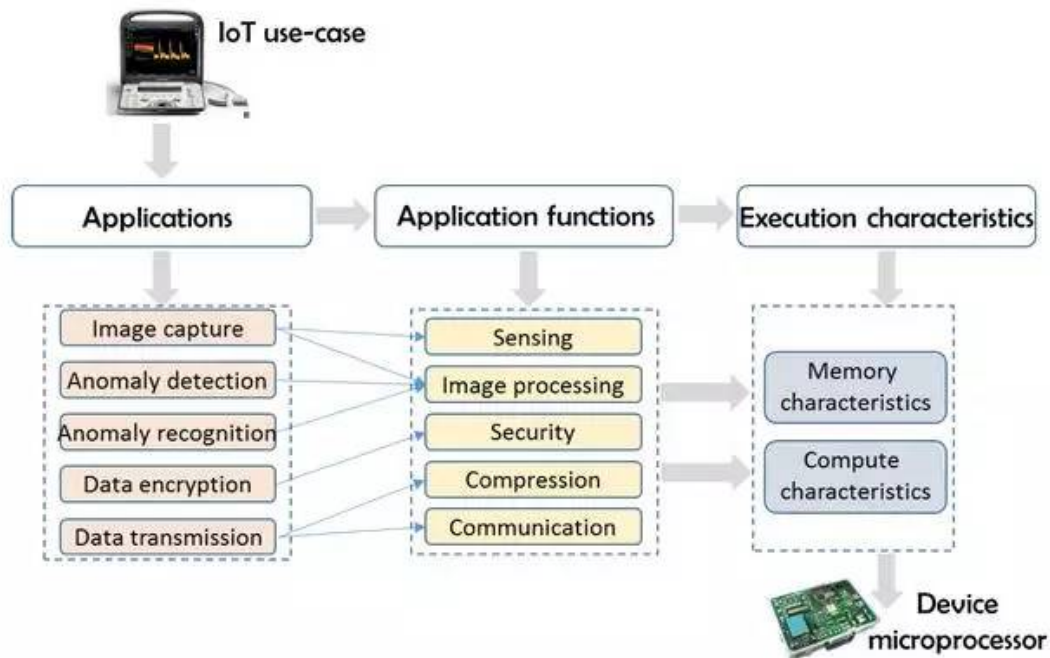 IoT use-case
Applications
Application functions
Execution characteristics
Image capture
Anomaly detection
Anomaly recognition
Data encryption
Data transmission
Sensing
Image processing
Security
Compression
Communication
Memory
characteristics
Compute
characteristics
Device
microprocessor